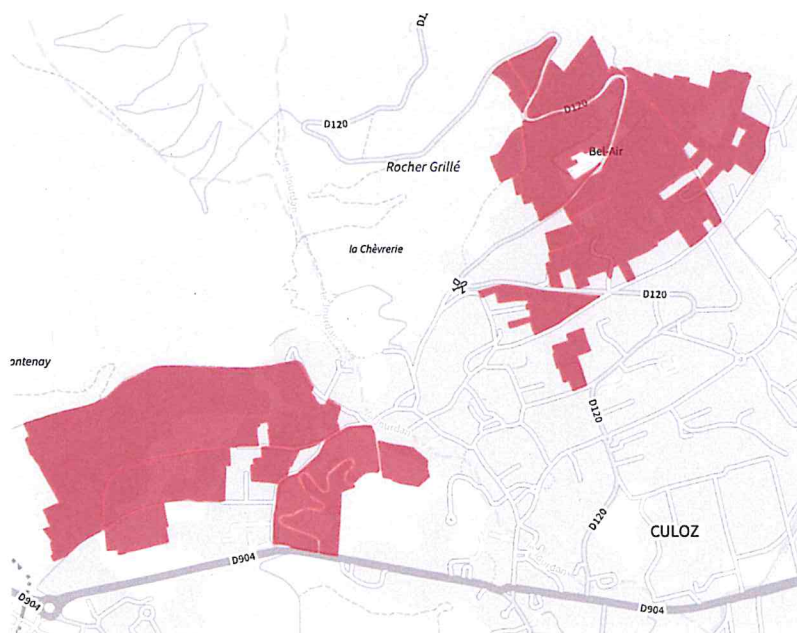 D120
Rocher Grillé
la Chèvrerie
D120
Bel-Air
D120
D120
D120
CULOZ
ontenay
D904
D904
D904